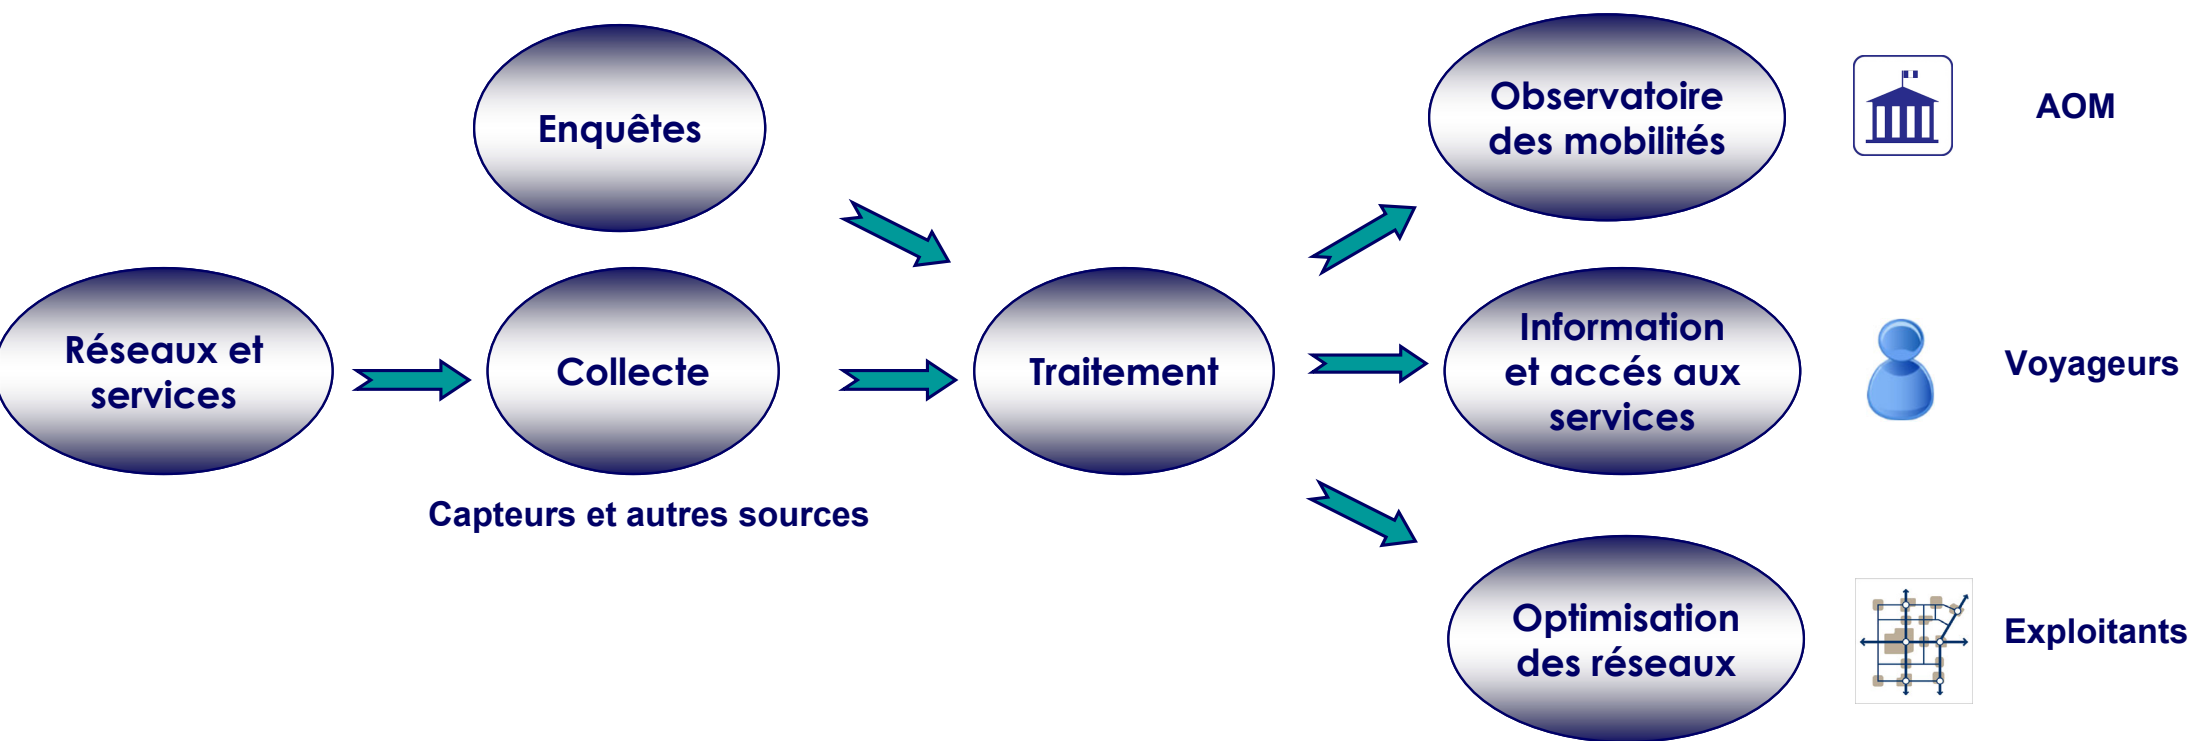 Enquêtes
Observatoire
des mobilités
AOM
Réseaux et
services
Collecte
Traitement
Information
et accés aux
services
Voyageurs
Capteurs et autres sources
Optimisation
des réseaux
Exploitants